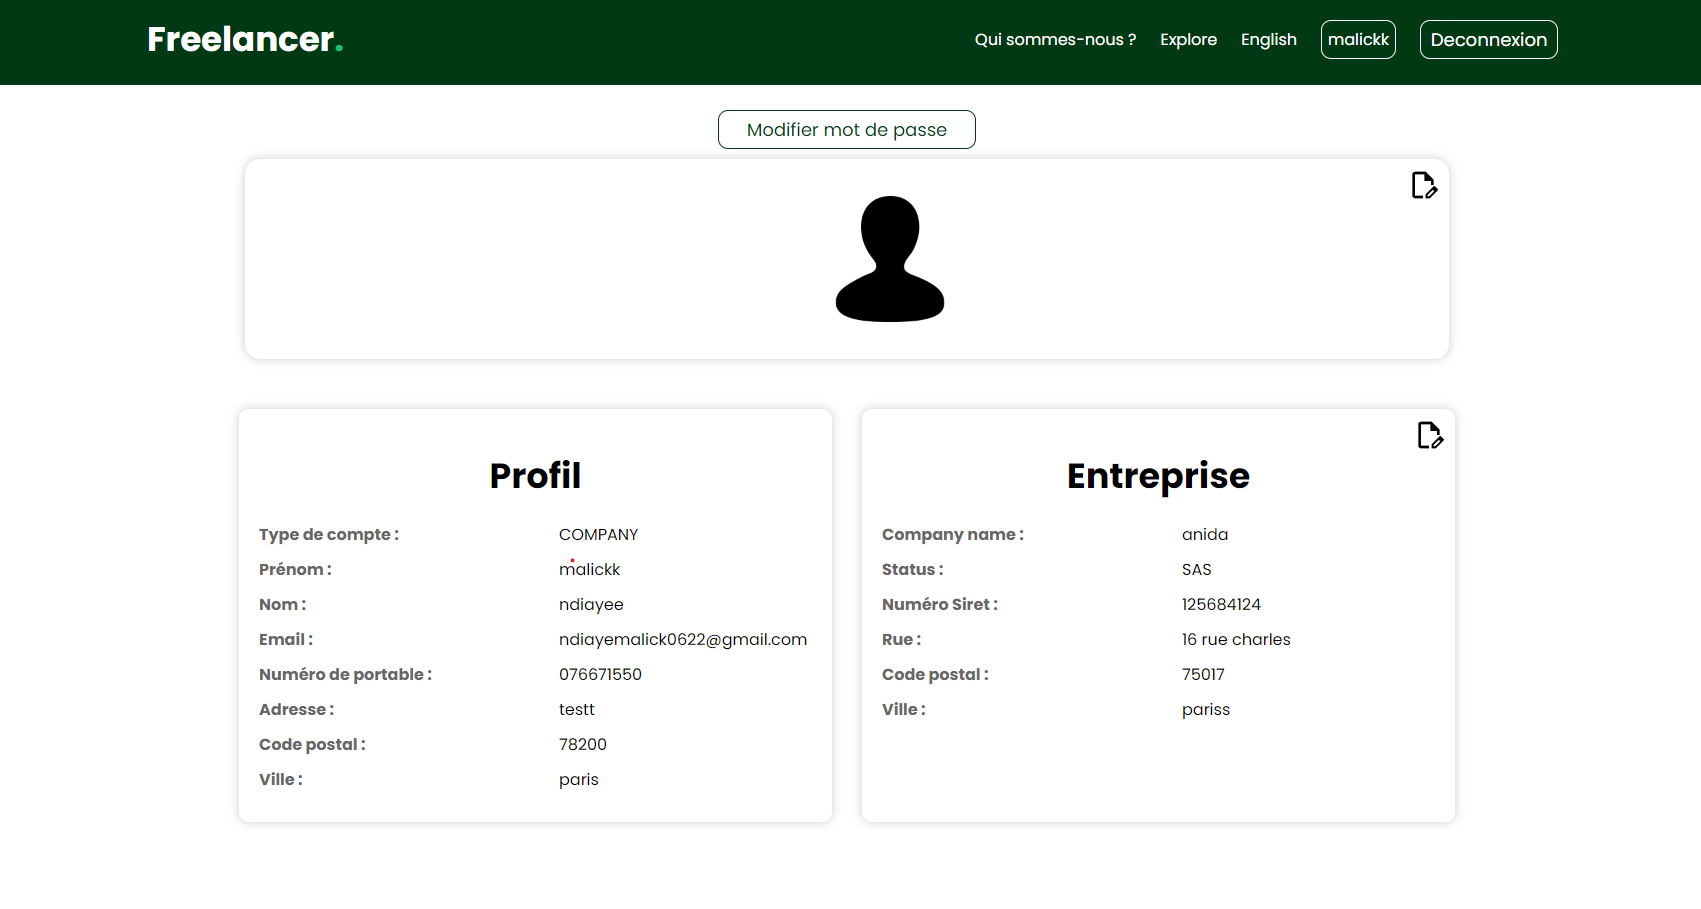 Freelancer.
Qui sommes-nous ? Explore English malickk Deconnexion
Modifier mot de passe
Profil
Type de compte : COMPANY
Prénom : malickk
Nom : ndiayee
Email : ndiayemalick0622@gmail.com
Numéro de portable : 076671550
Adresse : testt
Code postal : 78200
Ville : paris
Entreprise
Company name : anida
Status : SAS
Numéro Siret : 125684124
Rue : 16 rue charles
Code postal : 75017
Ville : pariss